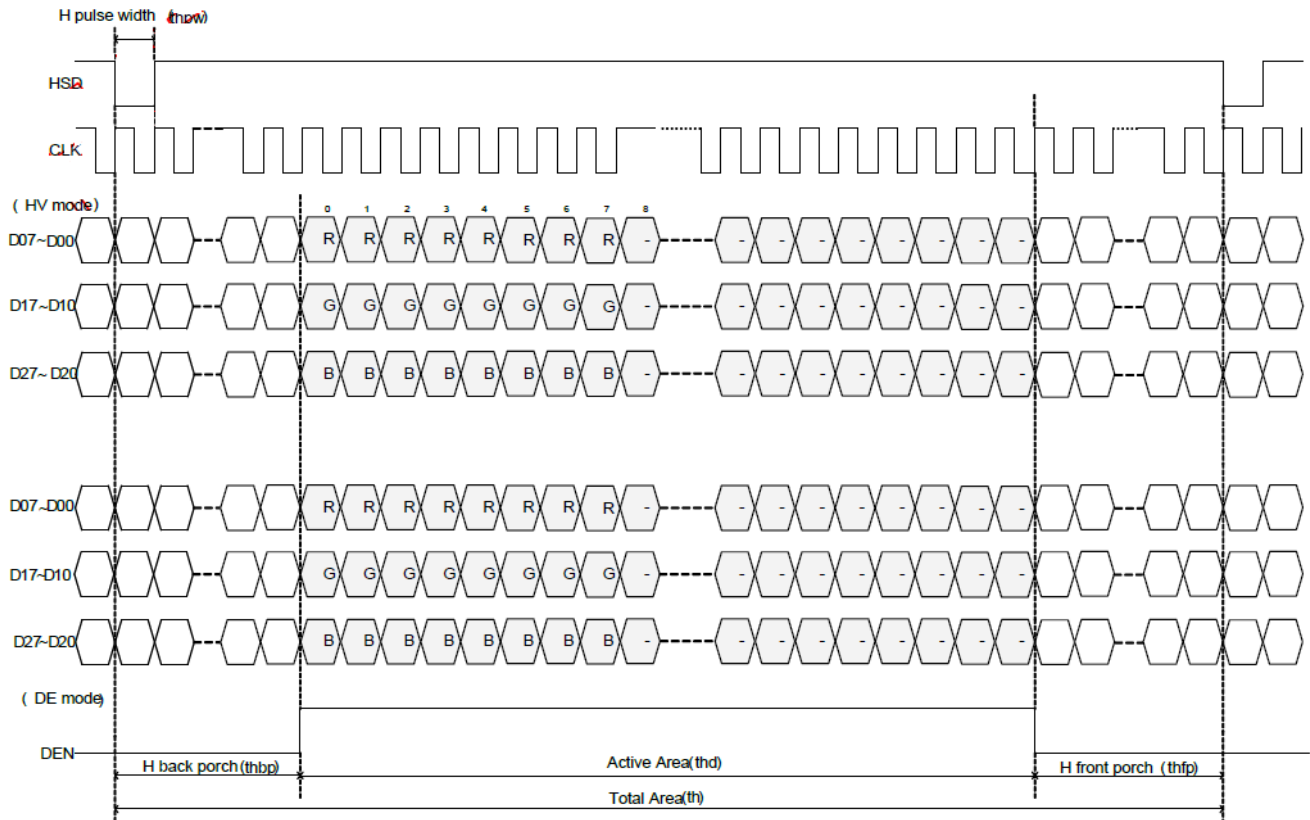 H pulse width (thpw)
HSD
CLK
( HV mode)
0 1 2 3 4 5 6 7 8
D07~D00 R R R R R R R R - - - - - - - - -
D17~D10 G G G G G G G G - - - - - - - - -
D27~D20 B B B B B B B B - - - - - - - - -
D07~D00 R R R R R R R R - - - - - - - - -
D17~D10 G G G G G G G G - - - - - - - - -
D27~D20 B B B B B B B B - - - - - - - - -
( DE mode)
DEN
H back porch(thbp) Active Area(thd) H front porch (thfp)
Total Area(th)